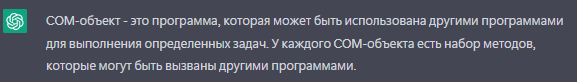 COM-объект - это программа, которая может быть использована другими программами
для выполнения определенных задач. У каждого COM-объекта есть набор методов,
которые могут быть вызваны другими программами.